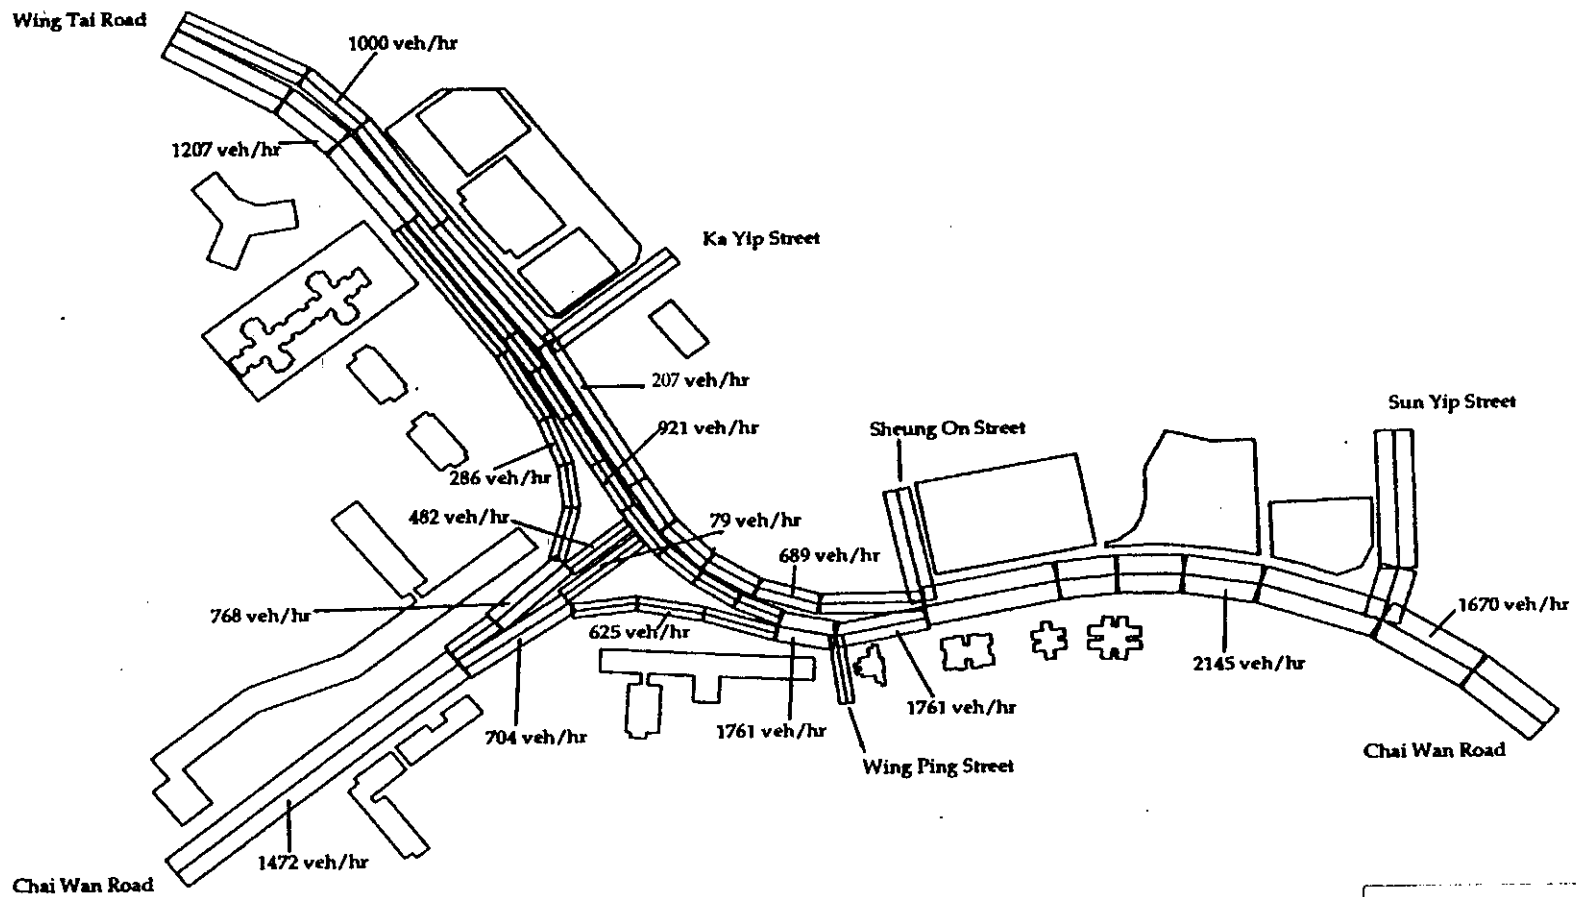 Wing Tai Road
1000 veh/hr
1207 veh/hr
Ka Yip Street
207 veh/hr
Sun Yip Street
921 veh/hr
Sheung On Street
286 veh/hr
482 veh/hr
79 veh/hr
689 veh/hr
768 veh/hr
1670 veh/hr
625 veh/hr
2145 veh/hr
1761 veh/hr
704 veh/hr
1761 veh/hr
Chai Wan Road
Wing Ping Street
1472 veh/hr
Chai Wan Road